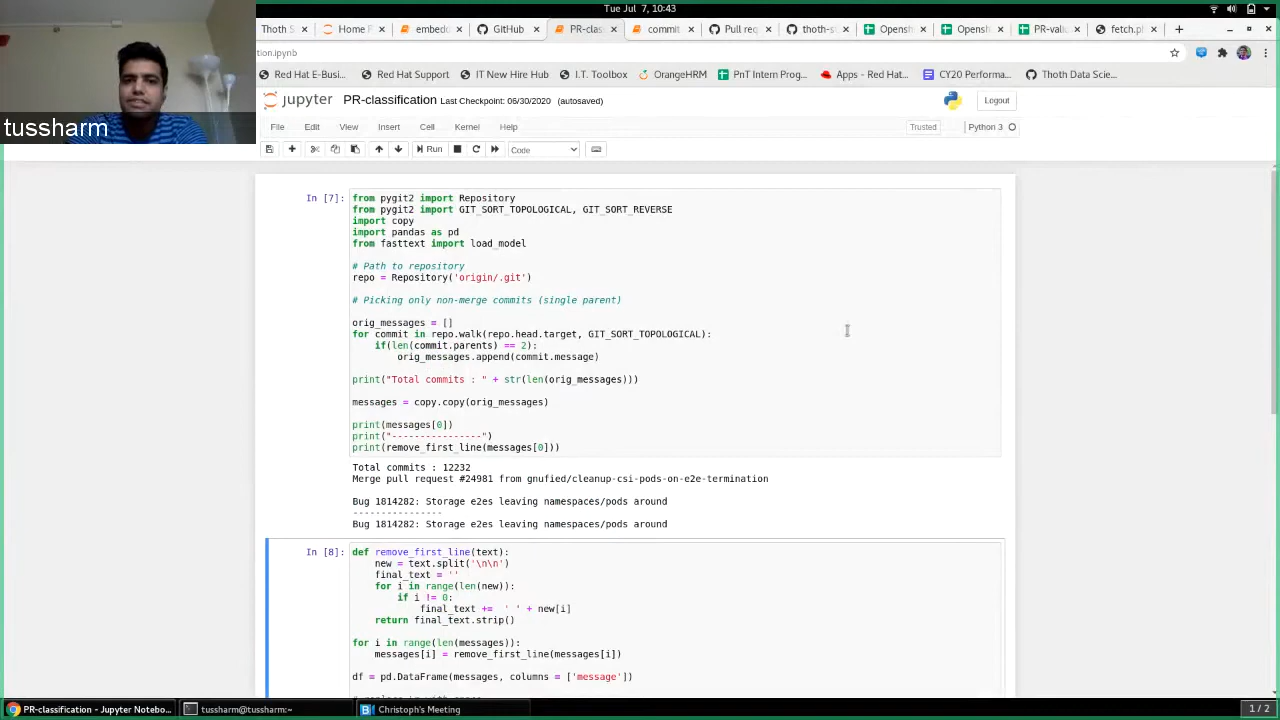 Tue Jul 7, 10:43
Thoth S
Home P
embedd
GitHub
PR-clas
commit
Pull req
thoth-st
Openshi
Openshi
PR-valu
fetch.ph
tion.ipynb
Red Hat E-Busi...
Red Hat Support
IT New Hire Hub
I.T. Toolbox
OrangeHRM
PnT Intern Prog...
Apps - Red Hat...
CY20 Performa...
Thoth Data Scie...
jupyter PR-classification Last Checkpoint: 06/30/2020 (autosaved)
Logout
tussharm
File Edit View Insert Cell Kernel Help
Trusted
Python 3
Run
Code
In [7]:
from pygit2 import Repository
from pygit2 import GIT_SORT_TOPOLOGICAL, GIT_SORT_REVERSE
import copy
import pandas as pd
from fasttext import load_model
# Path to repository
repo = Repository('origin/.git')
# Picking only non-merge commits (single parent)
orig_messages = []
for commit in repo.walk(repo.head.target, GIT_SORT_TOPOLOGICAL):
if(len(commit.parents) == 2):
orig_messages.append(commit.message)
print("Total commits : " + str(len(orig_messages)))
messages = copy.copy(orig_messages)
print(messages[0])
print("----------------")
print(remove_first_line(messages[0]))
Total commits : 12232
Merge pull request #24981 from gnufied/cleanup-csi-pods-on-e2e-termination
Bug 1814282: Storage e2es leaving namespaces/pods around
----------------
Bug 1814282: Storage e2es leaving namespaces/pods around
In [8]:
def remove_first_line(text):
new = text.split('\n\n')
final_text = ''
for i in range(len(new)):
if i != 0:
final_text += ' ' + new[i]
return final_text.strip()
for i in range(len(messages)):
messages[i] = remove_first_line(messages[i])
df = pd.DataFrame(messages, columns = ['message'])
PR-classification - Jupyter Notebo...
tussharm@tussharm:~
Christoph's Meeting
1 / 2